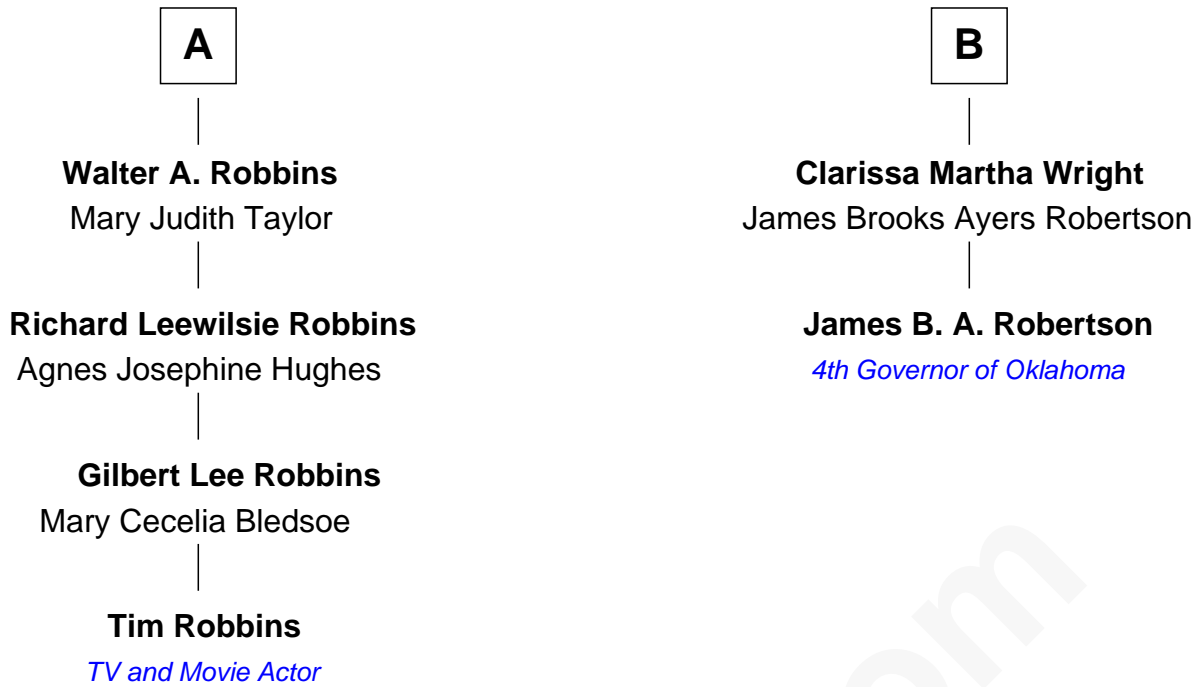 A
Walter A. Robbins
Mary Judith Taylor
Richard Leewilsie Robbins
Agnes Josephine Hughes
Gilbert Lee Robbins
Mary Cecelia Bledsoe
Tim Robbins
TV and Movie Actor
B
Clarissa Martha Wright
James Brooks Ayers Robertson
James B. A. Robertson
4th Governor of Oklahoma
om